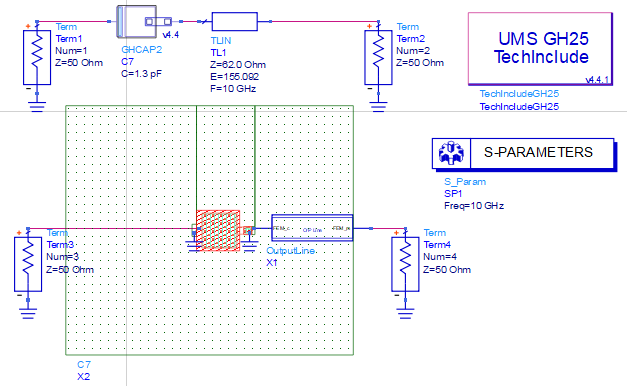 Term
Term1
Num=1
Z=50 Ohm
v4.4
GHCAP2
C7
C=1.3 pF
TLIN
TL1
Z=62.0 Ohm
E=155.092
F=10 GHz
Term
Term2
Num=2
Z=50 Ohm
UMS GH25
TechInclude
v4.4.1
TechIncludeGH25
TechIncludeGH25
S-PARAMETERS
S_Param
SP1
Freq=10 GHz
Term
Term3
Num=3
Z=50 Ohm
OutputLine
X1
Term
Term4
Num=4
Z=50 Ohm
C7
X2